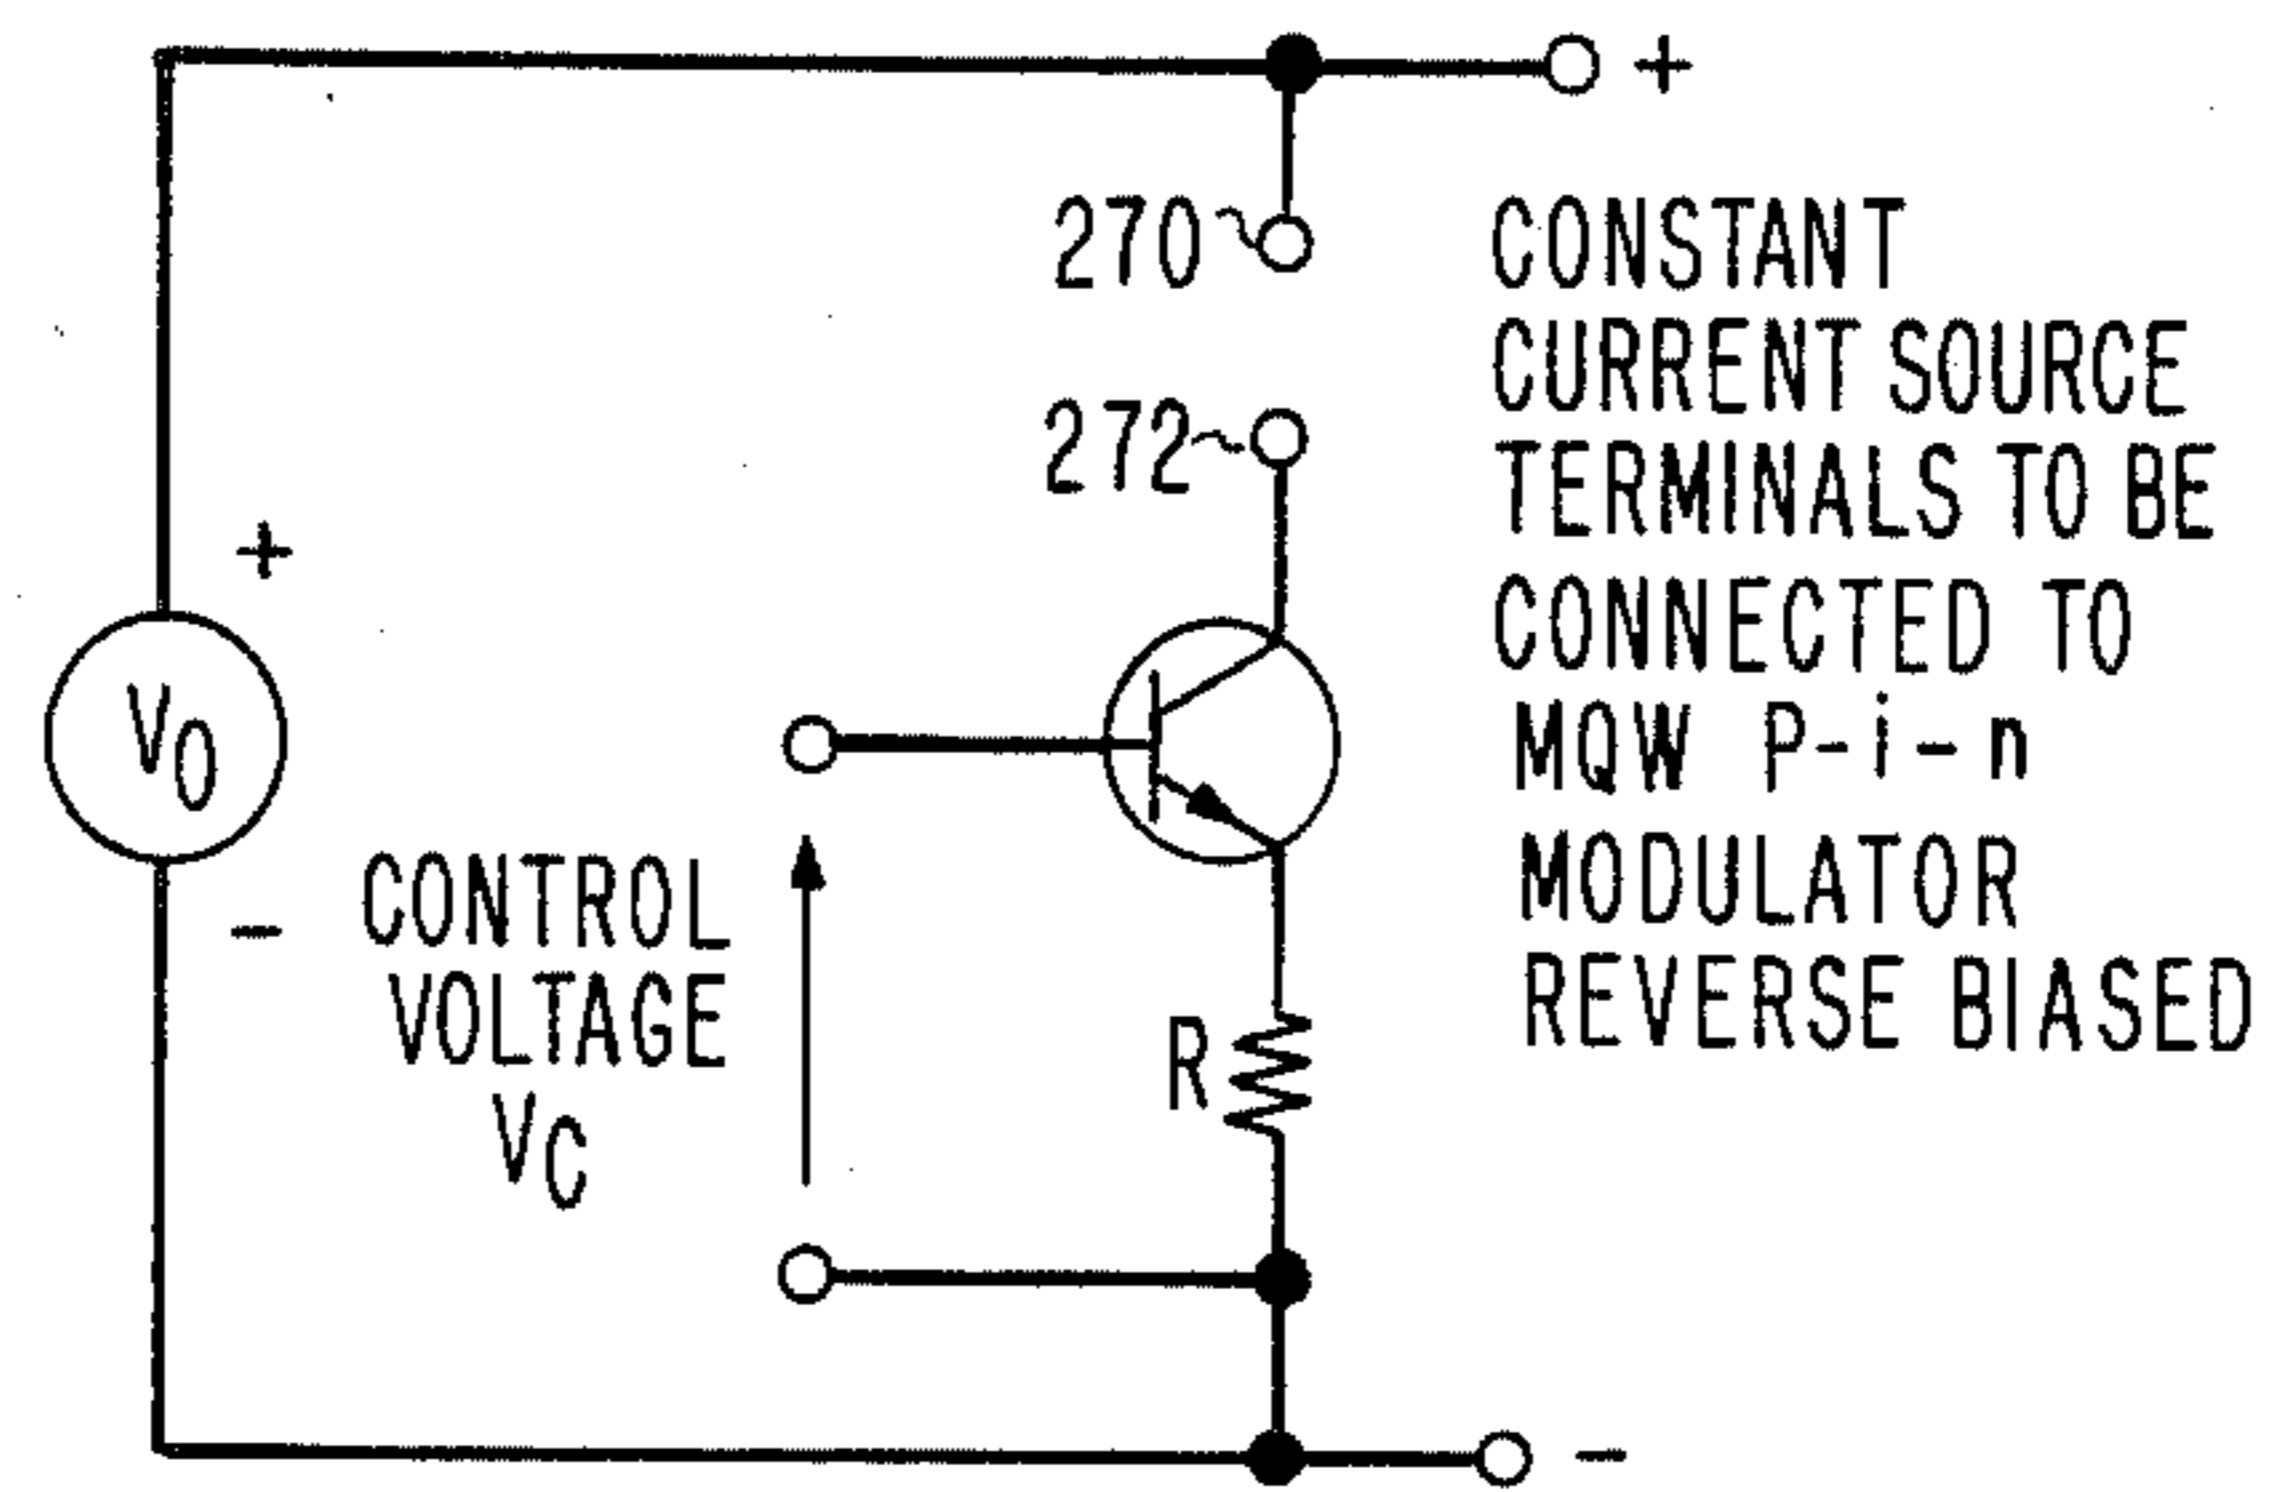 +
270
CONSTANT
CURRENT SOURCE
272
TERMINALS TO BE
+
CONNECTED TO
V0
MQW P-i-n
MODULATOR
REVERSE BIASED
-
CONTROL
VOLTAGE
VC
R
-